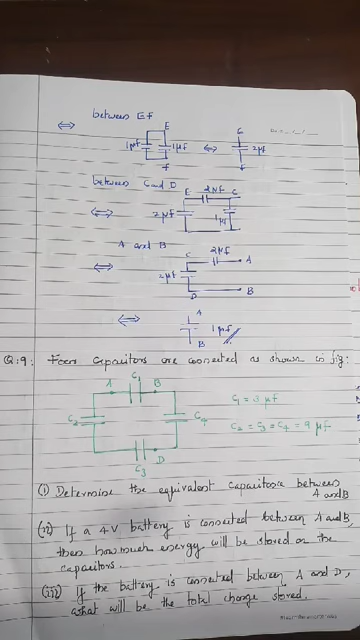 between Ef
⇔
E
1μf 1μf ⇔ 2μf
f f
between C and D
2μf
E C
⇔ 2μf 1μf
A and B
2μf
C A
⇔ 2μf
D B
A
⇔ 1μf
B
Q:9: Four Capacitors are connected as shown in fig:
C1
A B
C2 C4
D
C3
C1 = 3 μf
C2 = C3 = C4 = 9 μf
(i) Determine the equivalent Capacitance between
A and B
(ii) If a 4V battery is connected between A and B,
then how much energy will be stored on the
capacitors.
(iii) If the battery is connected between A and D,
what will be the total charge stored.